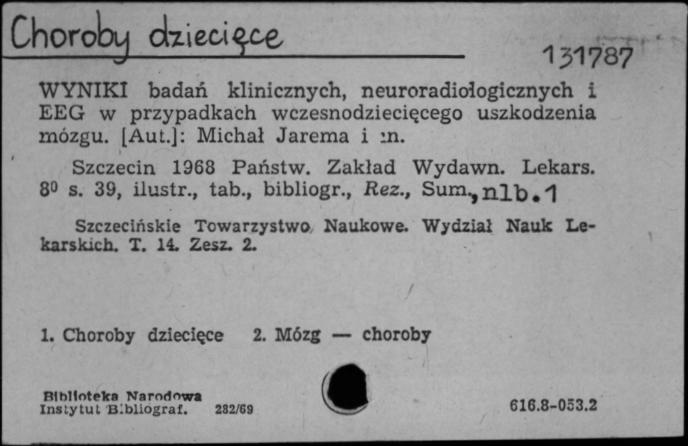 Choroby dziecięce
131787
WYNIKI badań klinicznych, neuroradiologicznych i
EEG w przypadkach wczesnodziecięcego uszkodzenia
mózgu. [Aut.]: Michał Jarema i in.
Szczecin 1968 Państw. Zakład Wydawn. Lekars.
8⁰ s. 39, ilustr., tab., bibliogr., Rez., Sum., nlb.1
Szczecińskie Towarzystwo Naukowe. Wydział Nauk Le-
karskich. T. 14. Zesz. 2.
1. Choroby dziecięce 2. Mózg — choroby
Biblioteka Narodowa
Instytut Bibliograf. 282/69
616.8-053.2